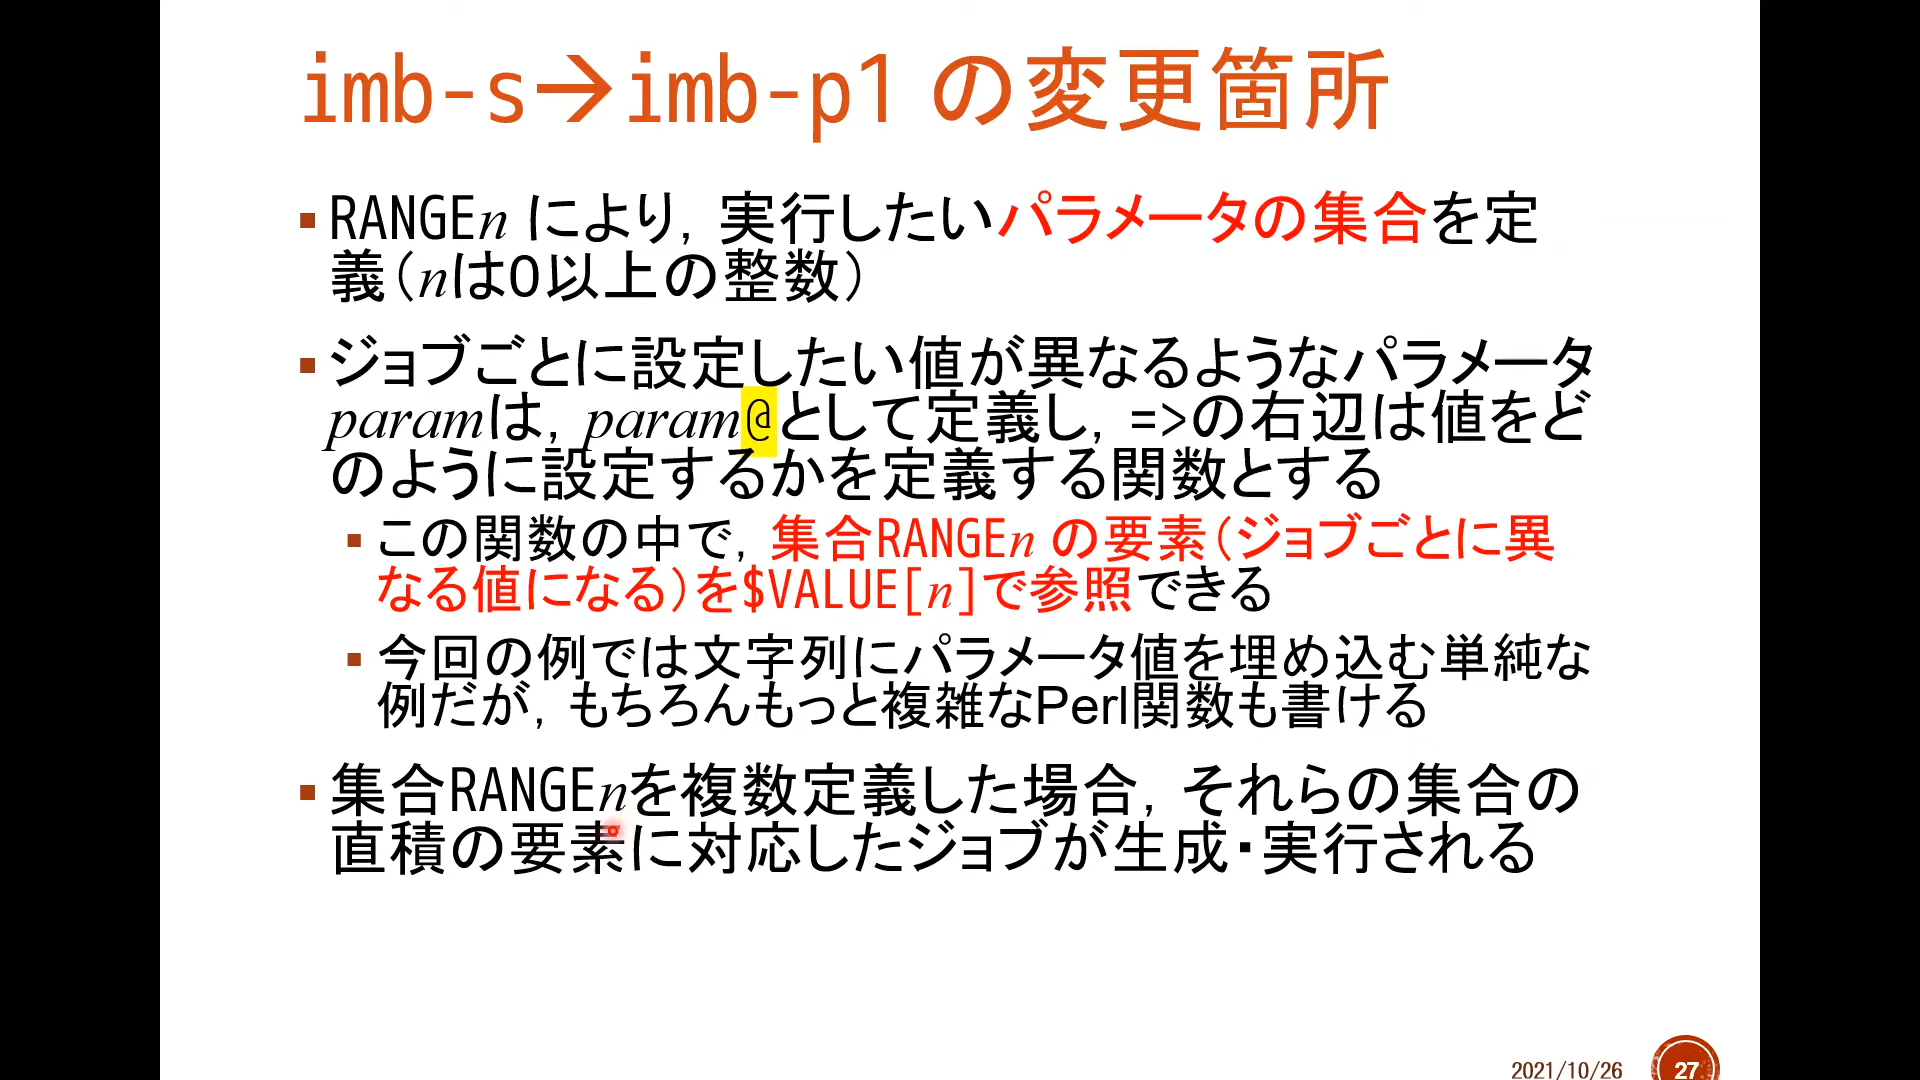 imb-s→imb-p1 の変更箇所
▪RANGEn により，実行したいパラメータの集合を定
義（nは0以上の整数）
▪ジョブごとに設定したい値が異なるようなパラメータ
paramは，param@として定義し，=>の右辺は値をど
のように設定するかを定義する関数とする
▪この関数の中で，集合RANGEn の要素（ジョブごとに異
なる値になる）を$VALUE[n]で参照できる
▪今回の例では文字列にパラメータ値を埋め込む単純な
例だが，もちろんもっと複雑なPerl関数も書ける
▪集合RANGEnを複数定義した場合，それらの集合の
直積の要素に対応したジョブが生成・実行される
2021/10/26 27